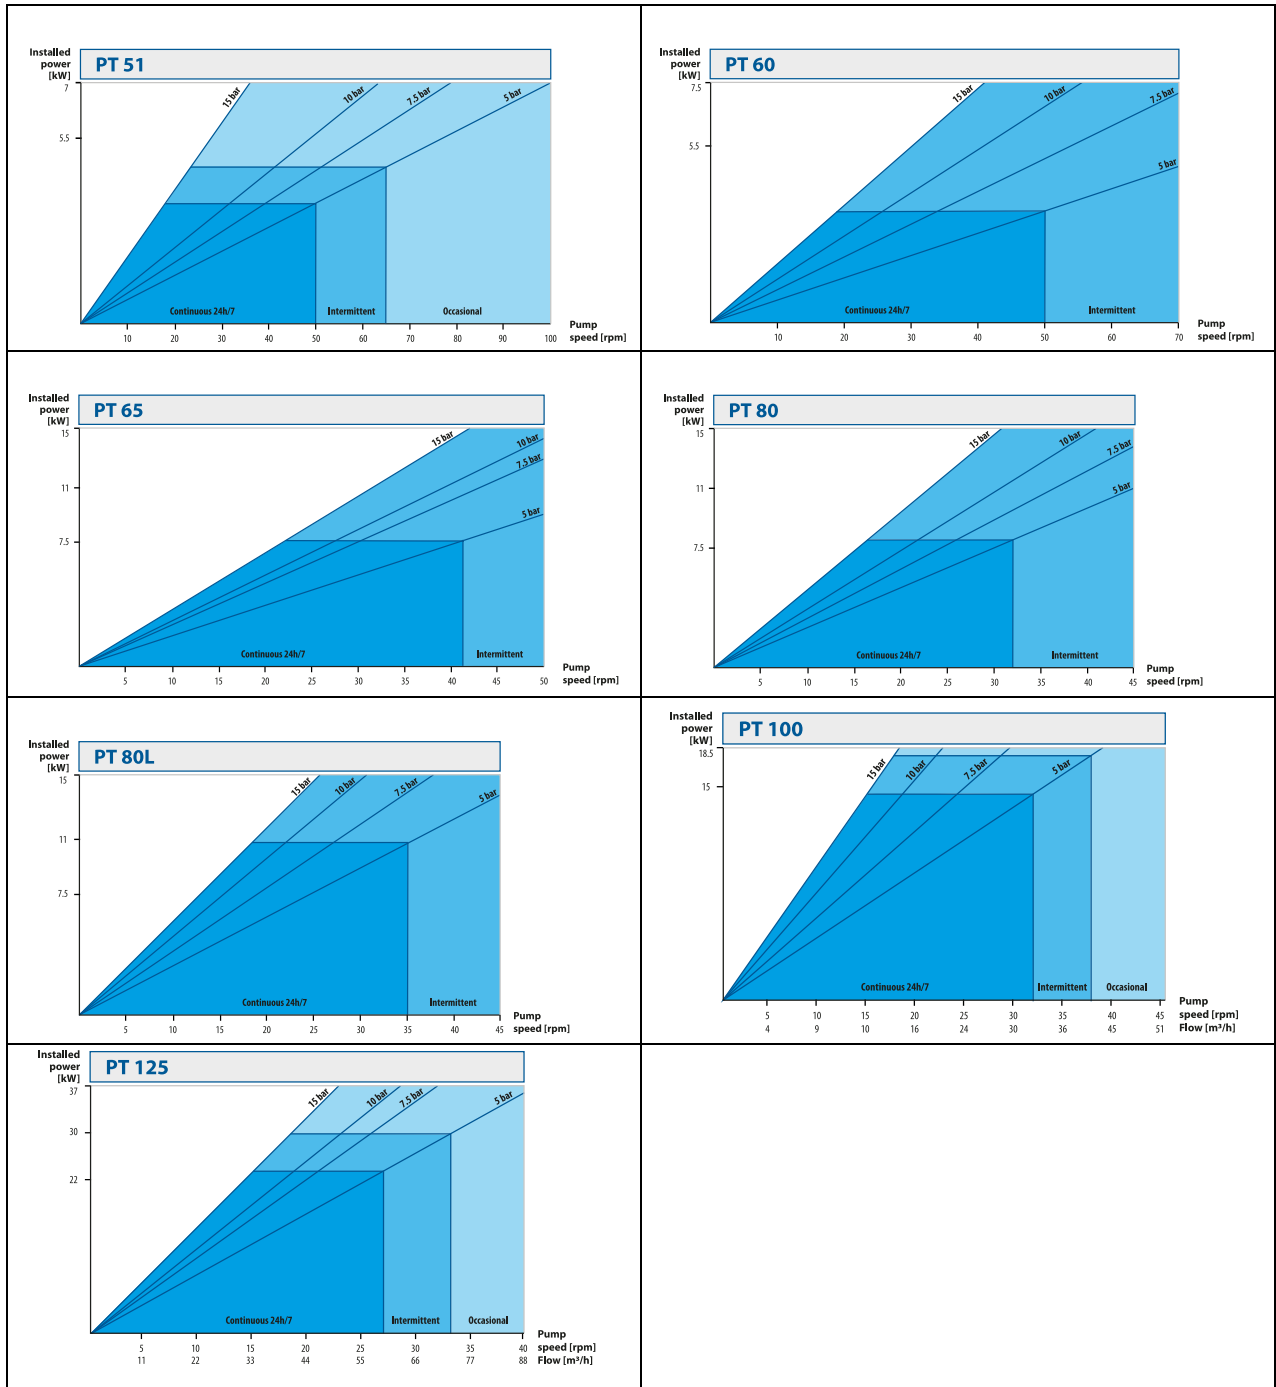 Installed
power
[kW]
PT 51
7
5.5
15 bar
10 bar
7.5 bar
5 bar
Continuous 24h/7
Intermittent
Occasional
10 20 30 40 50 60 70 80 90 100
Pump
speed [rpm]
Installed
power
[kW]
PT 60
7.5
5.5
15 bar
10 bar
7.5 bar
5 bar
Continuous 24h/7
Intermittent
10 20 30 40 50 60 70
Pump
speed [rpm]
Installed
power
[kW]
PT 65
15
11
7.5
15 bar
10 bar
7.5 bar
5 bar
Continuous 24h/7
Intermittent
5 10 15 20 25 30 35 40 45 50
Pump
speed [rpm]
Installed
power
[kW]
PT 80
15
11
7.5
15 bar
10 bar
7.5 bar
5 bar
Continuous 24h/7
Intermittent
5 10 15 20 25 30 35 40 45
Pump
speed [rpm]
Installed
power
[kW]
PT 80L
15
11
7.5
15 bar
10 bar
7.5 bar
5 bar
Continuous 24h/7
Intermittent
5 10 15 20 25 30 35 40 45
Pump
speed [rpm]
Installed
power
[kW]
PT 100
18.5
15
15 bar
10 bar
7.5 bar
5 bar
Continuous 24h/7
Intermittent
Occasional
Pump
5 10 15 20 25 30 35 40 45 speed [rpm]
4 9 10 16 24 30 36 45 51 Flow [m³/h]
Installed
power
[kW]
PT 125
37
30
22
15 bar
10 bar
7.5 bar
5 bar
Continuous 24h/7
Intermittent
Occasional
Pump
5 10 15 20 25 30 35 40 speed [rpm]
11 22 33 44 55 66 77 88 Flow [m³/h]